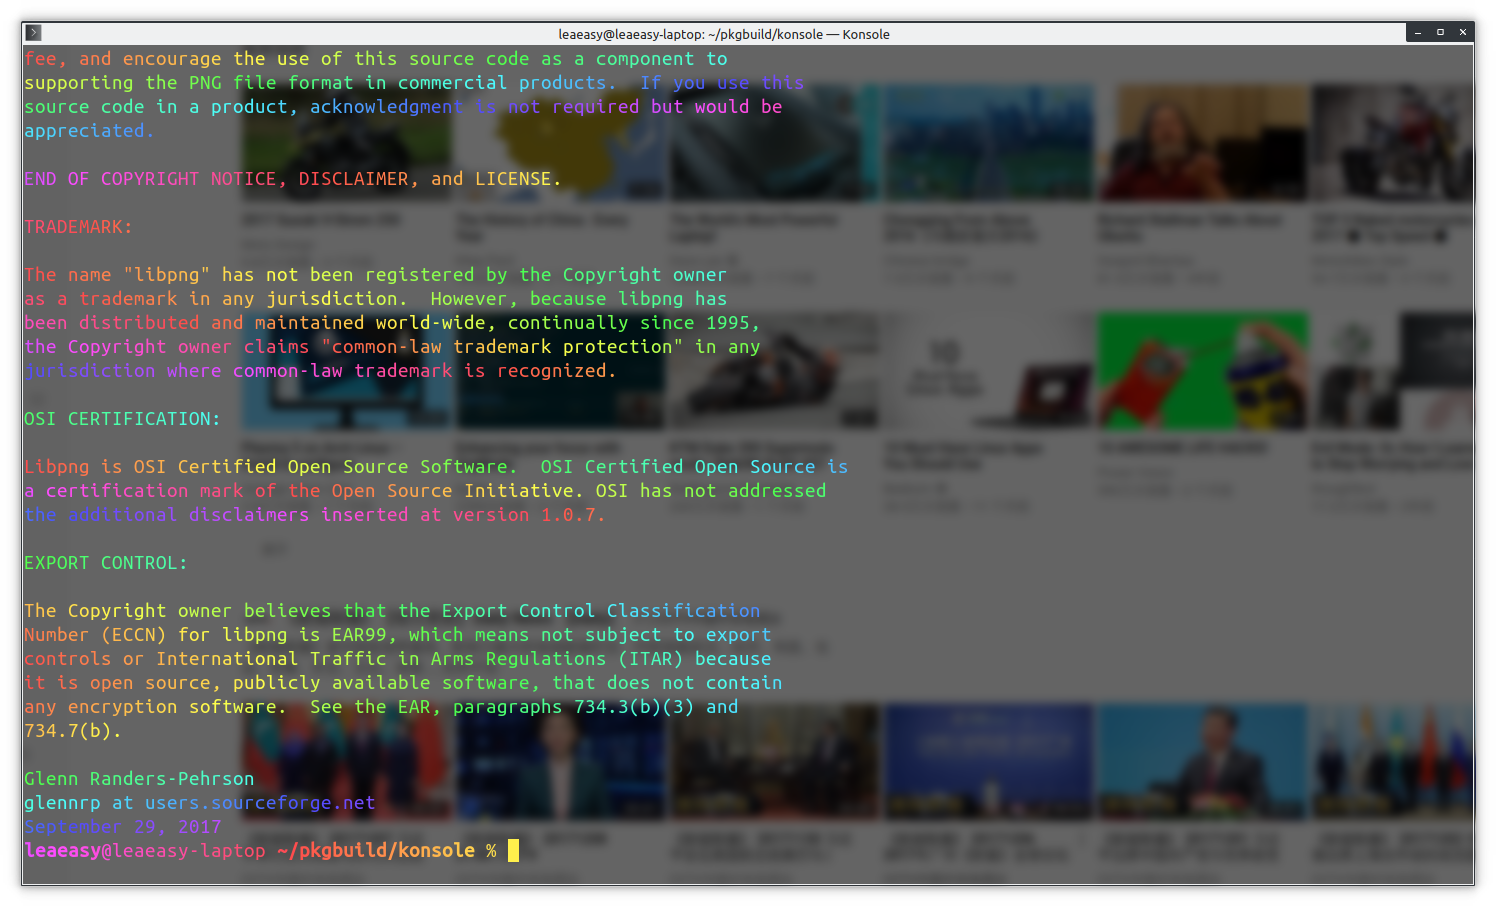 leaeasy@leaeasy-laptop: ~/pkgbuild/konsole — Konsole
fee, and encourage the use of this source code as a component to
supporting the PNG file format in commercial products.  If you use this
source code in a product, acknowledgment is not required but would be
appreciated.
END OF COPYRIGHT NOTICE, DISCLAIMER, and LICENSE.
TRADEMARK:
The name "libpng" has not been registered by the Copyright owner
as a trademark in any jurisdiction.  However, because libpng has
been distributed and maintained world-wide, continually since 1995,
the Copyright owner claims "common-law trademark protection" in any
jurisdiction where common-law trademark is recognized.
OSI CERTIFICATION:
Libpng is OSI Certified Open Source Software.  OSI Certified Open Source is
a certification mark of the Open Source Initiative. OSI has not addressed
the additional disclaimers inserted at version 1.0.7.
EXPORT CONTROL:
The Copyright owner believes that the Export Control Classification
Number (ECCN) for libpng is EAR99, which means not subject to export
controls or International Traffic in Arms Regulations (ITAR) because
it is open source, publicly available software, that does not contain
any encryption software.  See the EAR, paragraphs 734.3(b)(3) and
734.7(b).
Glenn Randers-Pehrson
glennrp at users.sourceforge.net
September 29, 2017
leaeasy@leaeasy-laptop ~/pkgbuild/konsole %